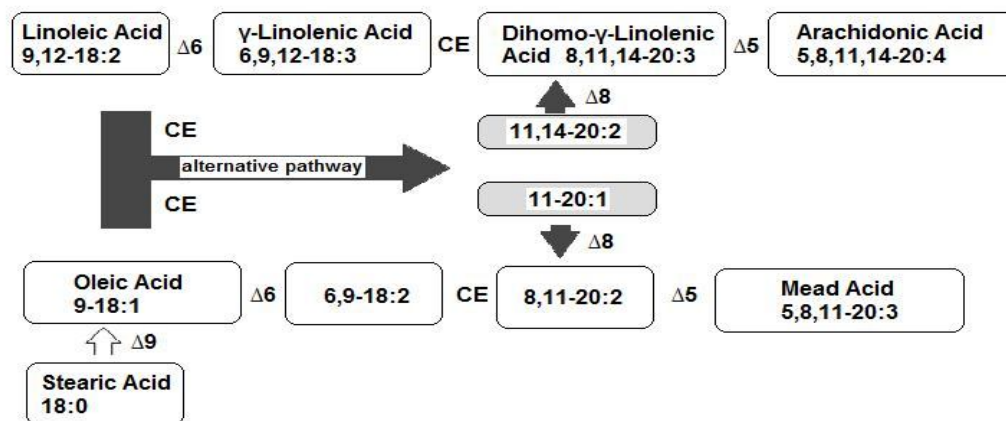 Linoleic Acid
9,12-18:2
Δ6
γ-Linolenic Acid
6,9,12-18:3
CE
Dihomo-γ-Linolenic
Acid 8,11,14-20:3
Δ5
Arachidonic Acid
5,8,11,14-20:4
Δ8
CE
11,14-20:2
alternative pathway
11-20:1
CE
Δ8
Oleic Acid
9-18:1
Δ6
6,9-18:2
CE
8,11-20:2
Δ5
Mead Acid
5,8,11-20:3
Δ9
Stearic Acid
18:0